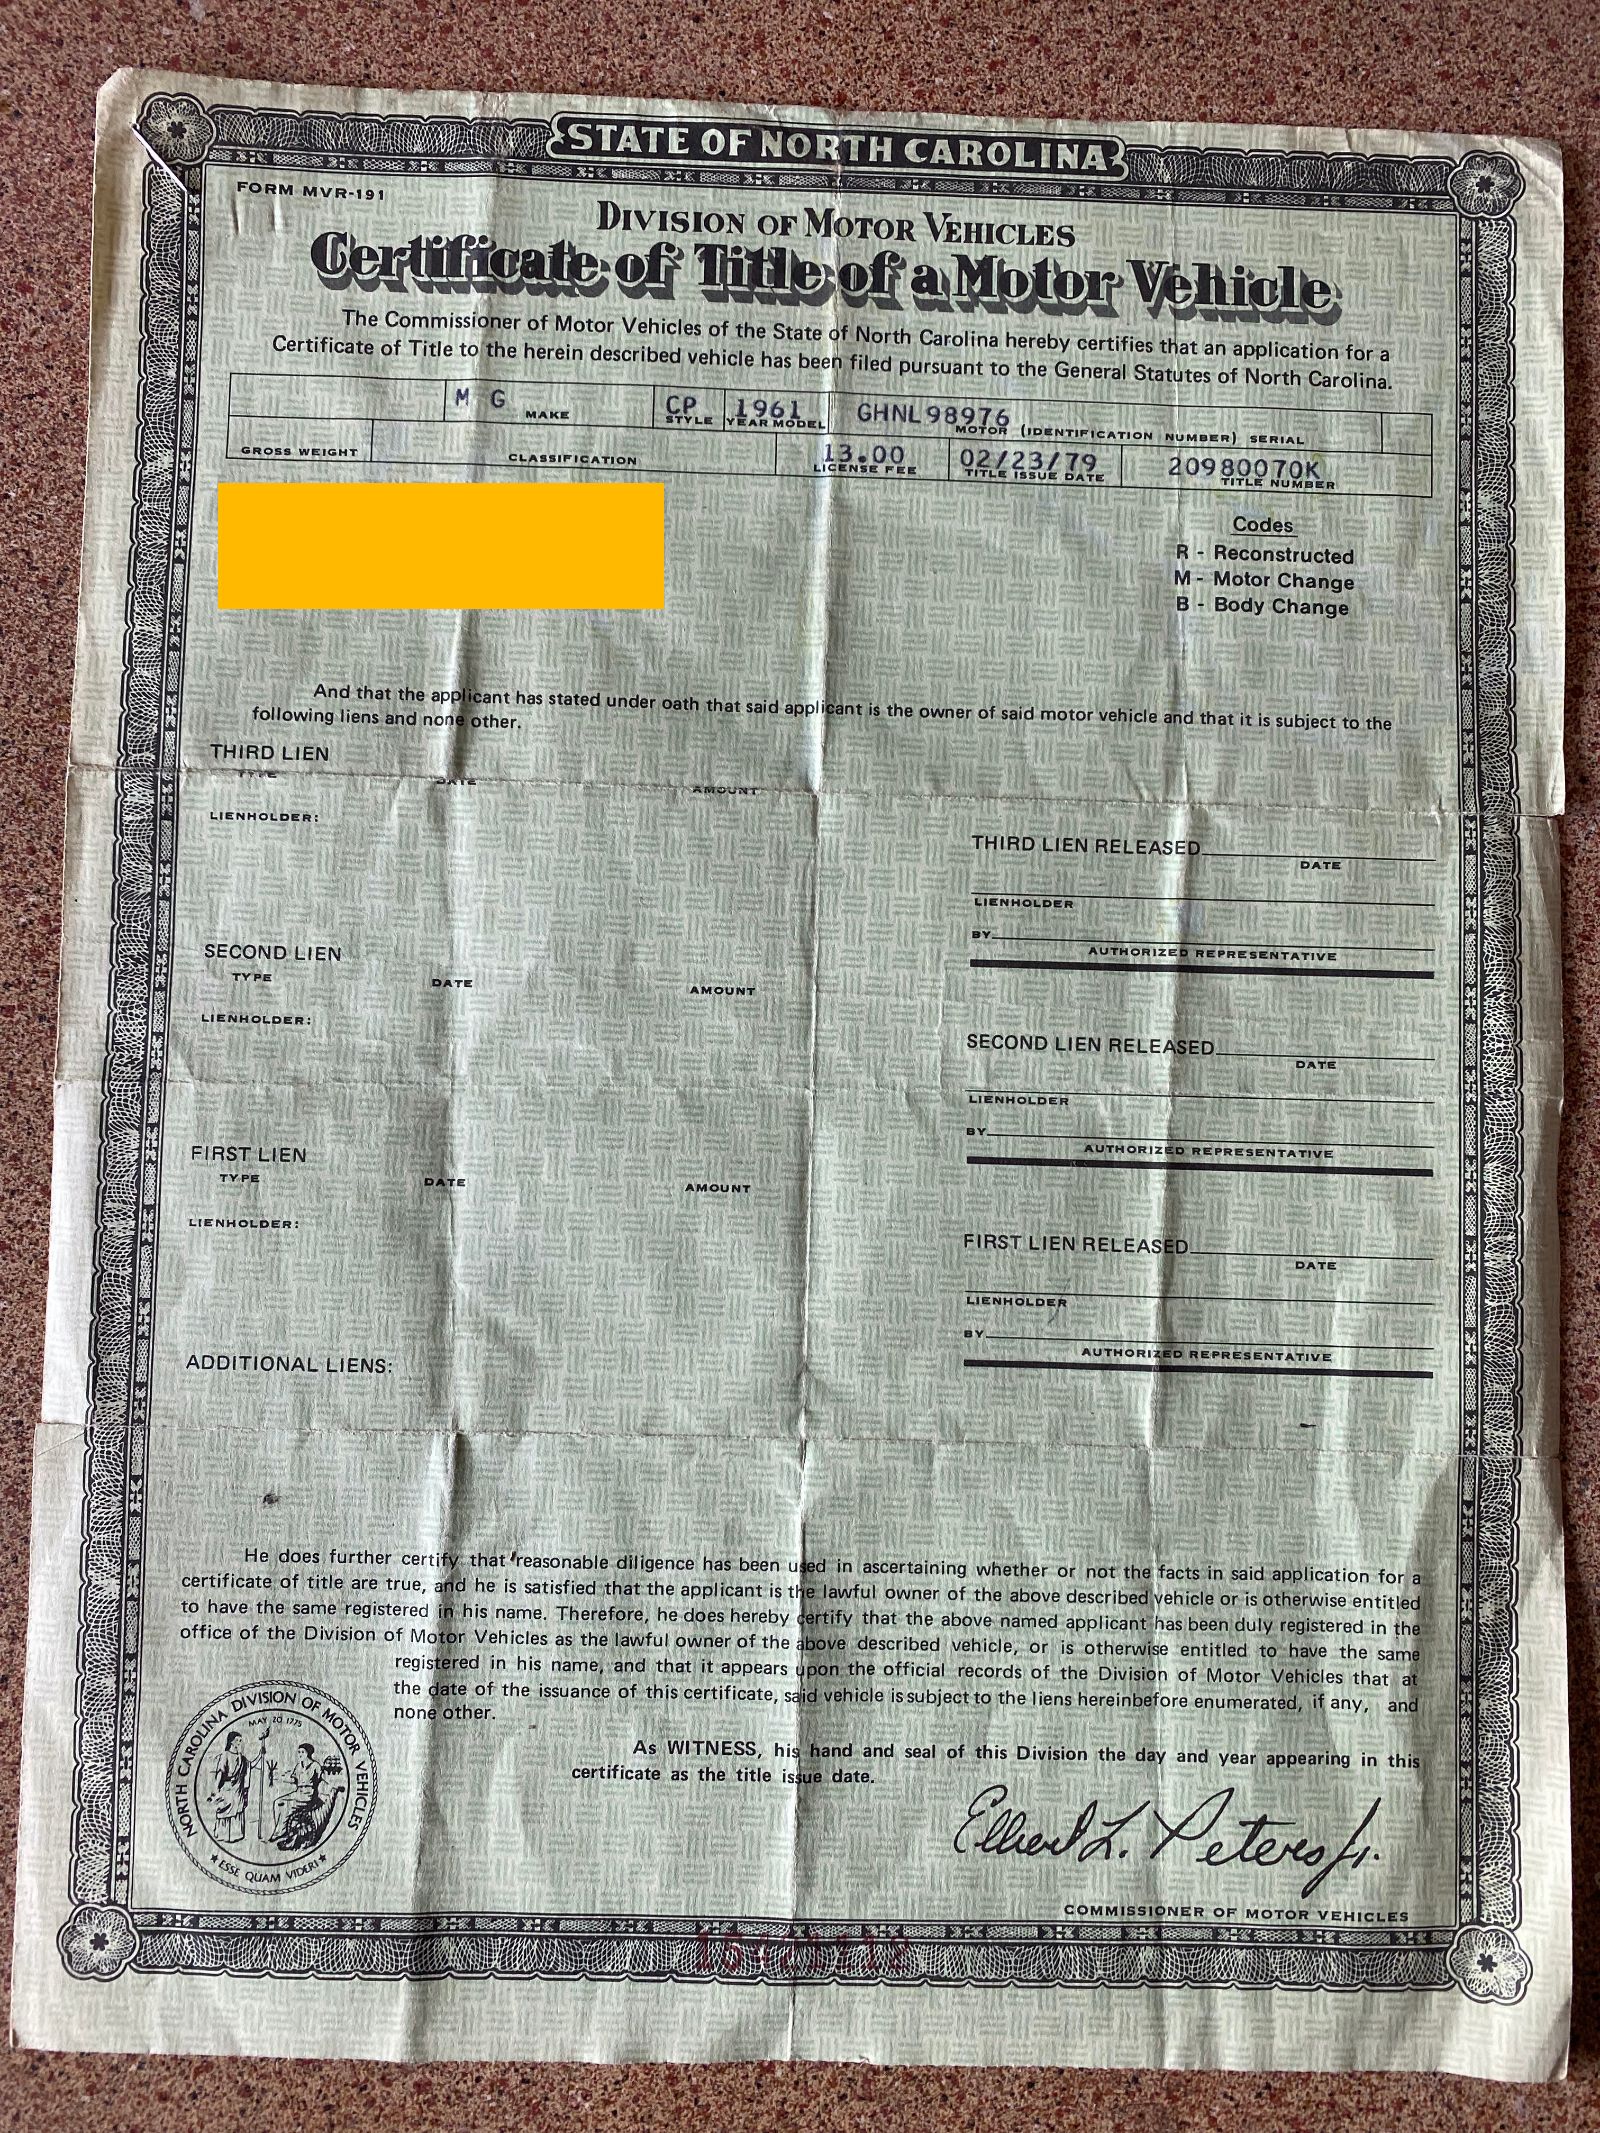 STATE OF NORTH CAROLINA
FORM MVR-191
DIVISION OF MOTOR VEHICLES
Certificate of Title of a Motor Vehicle
The Commissioner of Motor Vehicles of the State of North Carolina hereby certifies that an application for a
Certificate of Title to the herein described vehicle has been filed pursuant to the General Statutes of North Carolina.
M G CP 1961 GHNL98976
MAKE STYLE YEAR MODEL MOTOR (IDENTIFICATION NUMBER) SERIAL
13.00 02/23/79 20980070K
GROSS WEIGHT CLASSIFICATION LICENSE FEE TITLE ISSUE DATE TITLE NUMBER
Codes
R - Reconstructed
M - Motor Change
B - Body Change
And that the applicant has stated under oath that said applicant is the owner of said motor vehicle and that it is subject to the
following liens and none other.
THIRD LIEN
TYPE DATE AMOUNT
LIENHOLDER:
THIRD LIEN RELEASED
DATE
LIENHOLDER
BY
AUTHORIZED REPRESENTATIVE
SECOND LIEN
TYPE DATE AMOUNT
LIENHOLDER:
SECOND LIEN RELEASED
DATE
LIENHOLDER
BY
AUTHORIZED REPRESENTATIVE
FIRST LIEN
TYPE DATE AMOUNT
LIENHOLDER:
FIRST LIEN RELEASED
DATE
LIENHOLDER
BY
AUTHORIZED REPRESENTATIVE
ADDITIONAL LIENS:
He does further certify that reasonable diligence has been used in ascertaining whether or not the facts in said application for a
certificate of title are true, and he is satisfied that the applicant is the lawful owner of the above described vehicle or is otherwise entitled
to have the same registered in his name. Therefore, he does hereby certify that the above named applicant has been duly registered in the
office of the Division of Motor Vehicles as the lawful owner of the above described vehicle, or is otherwise entitled to have the same
registered in his name, and that it appears upon the official records of the Division of Motor Vehicles that at
the date of the issuance of this certificate, said vehicle is subject to the liens hereinbefore enumerated, if any, and
none other.
As WITNESS, his hand and seal of this Division the day and year appearing in this
certificate as the title issue date.
NORTH CAROLINA DIVISION OF MOTOR VEHICLES
MAY 20 1775
ESSE QUAM VIDERI
Elbert L. Peters Jr.
COMMISSIONER OF MOTOR VEHICLES